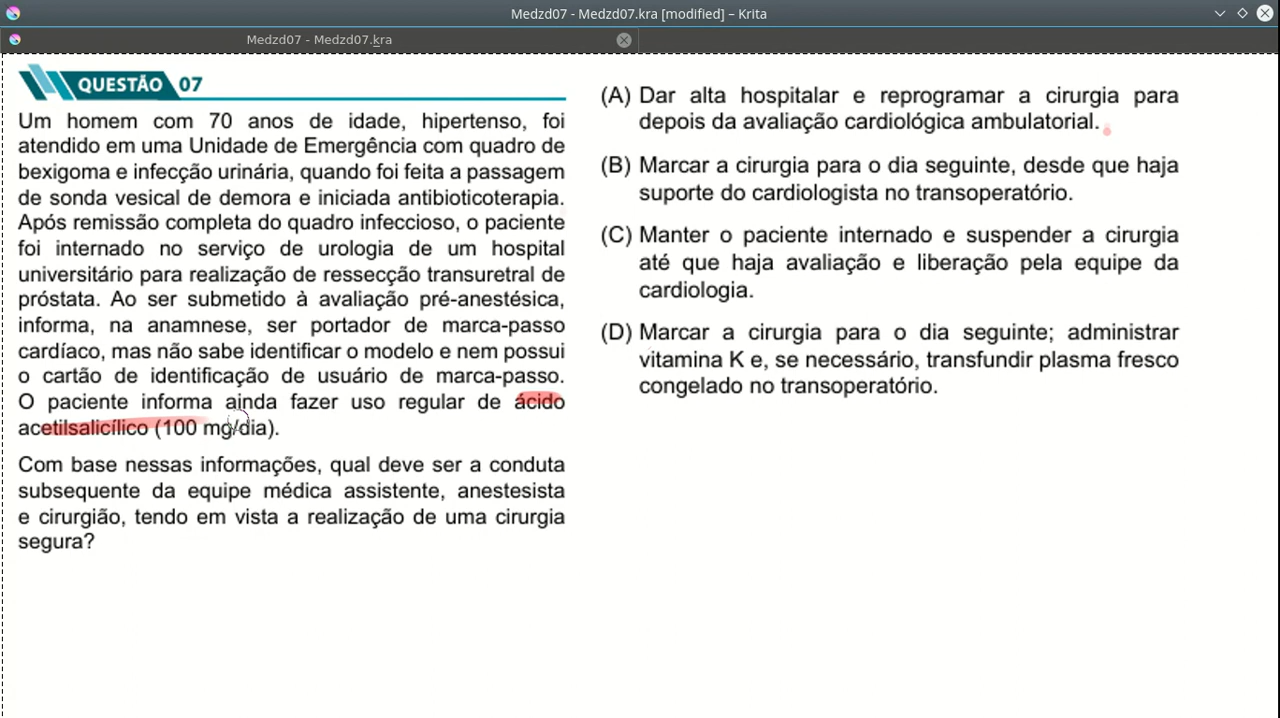 Medzd07 - Medzd07.kra [modified] – Krita
Medzd07 - Medzd07.kra
QUESTÃO 07
Um homem com 70 anos de idade, hipertenso, foi
atendido em uma Unidade de Emergência com quadro de
bexigoma e infecção urinária, quando foi feita a passagem
de sonda vesical de demora e iniciada antibioticoterapia.
Após remissão completa do quadro infeccioso, o paciente
foi internado no serviço de urologia de um hospital
universitário para realização de ressecção transuretral de
próstata. Ao ser submetido à avaliação pré-anestésica,
informa, na anamnese, ser portador de marca-passo
cardíaco, mas não sabe identificar o modelo e nem possui
o cartão de identificação de usuário de marca-passo.
O paciente informa ainda fazer uso regular de ácido
acetilsalicílico (100 mg/dia).
Com base nessas informações, qual deve ser a conduta
subsequente da equipe médica assistente, anestesista
e cirurgião, tendo em vista a realização de uma cirurgia
segura?
(A) Dar alta hospitalar e reprogramar a cirurgia para
depois da avaliação cardiológica ambulatorial.
(B) Marcar a cirurgia para o dia seguinte, desde que haja
suporte do cardiologista no transoperatório.
(C) Manter o paciente internado e suspender a cirurgia
até que haja avaliação e liberação pela equipe da
cardiologia.
(D) Marcar a cirurgia para o dia seguinte; administrar
vitamina K e, se necessário, transfundir plasma fresco
congelado no transoperatório.